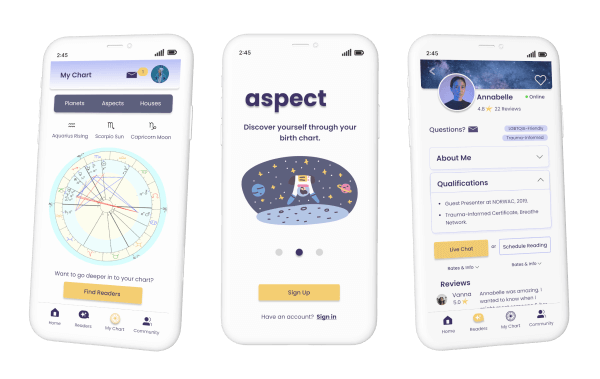 2:45
My Chart
Planets Aspects Houses
Aquarius Rising Scorpio Sun Capricorn Moon
Want to go deeper in to your chart?
Find Readers
Home Readers My Chart Community
2:45
aspect
Discover yourself through your
birth chart.
Sign Up
Have an account? Sign in
2:45
Annabelle
Online
4.8 22 Reviews
Questions?
LGBTQIA-Friendly
Trauma-Informed
About Me
Qualifications
Guest Presenter at NORWAC, 2019.
Trauma-informed Certificate, Breathe
Network.
Live Chat or Schedule Reading
Rates & Info Rates & Info
Reviews
Vanna
5.0
Annabelle was amazing. I
wanted to know when I
Home Readers My Chart Community